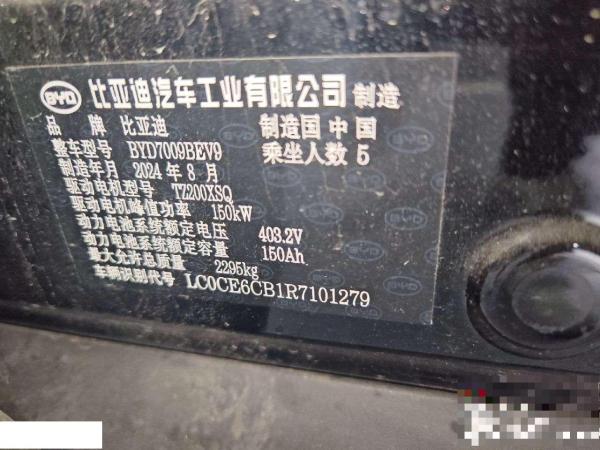 BYD 比亚迪汽车工业有限公司 制造
品牌 比亚迪 制造国 中国
整车型号 BYD7009BEV9 乘坐人数 5
制造年月 2024 年 8 月
驱动电机型号 TZ200XSQ
驱动电机峰值功率 150kW
动力电池系统额定电压 403.2V
动力电池系统额定容量 150Ah
最大允许总质量 2295kg
车辆识别代号 LC0CE6CB1R7101279